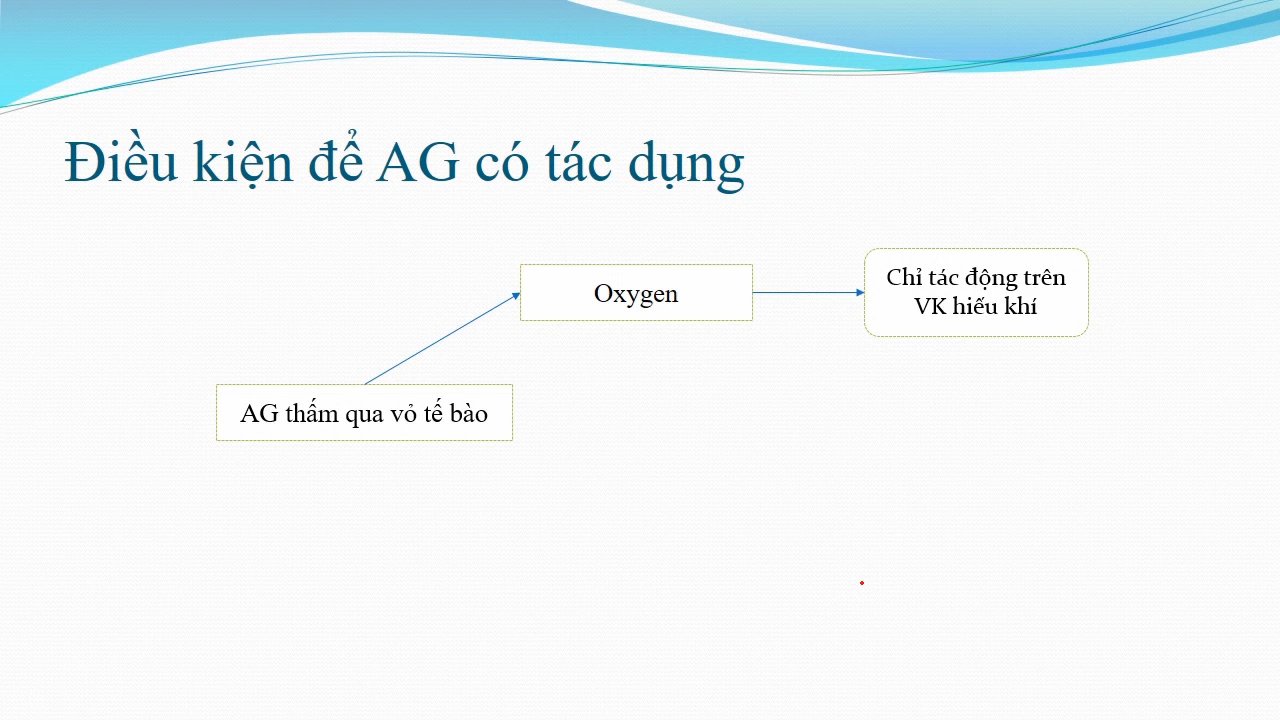 Điều kiện để AG có tác dụng
Oxygen
Chỉ tác động trên
VK hiếu khí
AG thấm qua vỏ tế bào